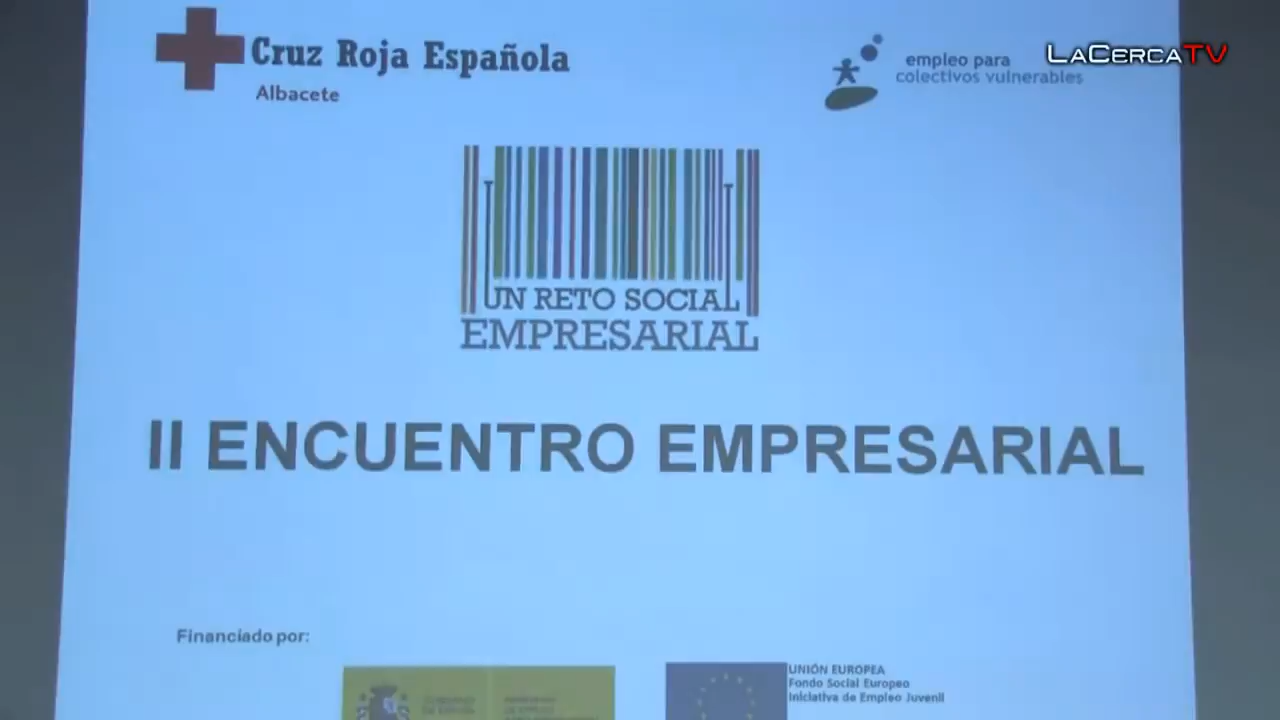 Cruz Roja Española
Albacete
empleo para
colectivos vulnerables
LACERCATV
UN RETO SOCIAL
EMPRESARIAL
II ENCUENTRO EMPRESARIAL
Financiado por:
UNIÓN EUROPEA
Fondo Social Europeo
Iniciativa de Empleo Juvenil